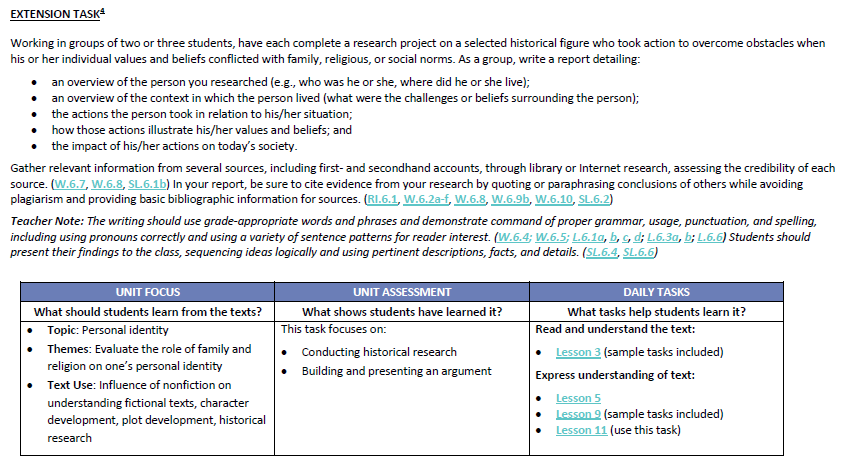 EXTENSION TASK4
Working in groups of two or three students, have each complete a research project on a selected historical figure who took action to overcome obstacles when
his or her individual values and beliefs conflicted with family, religious, or social norms. As a group, write a report detailing:
• an overview of the person you researched (e.g., who was he or she, where did he or she live);
• an overview of the context in which the person lived (what were the challenges or beliefs surrounding the person);
• the actions the person took in relation to his/her situation;
• how those actions illustrate his/her values and beliefs; and
• the impact of his/her actions on today's society.
Gather relevant information from several sources, including first- and secondhand accounts, through library or Internet research, assessing the credibility of each
source. (W.6.7, W.6.8, SL.6.1b) In your report, be sure to cite evidence from your research by quoting or paraphrasing conclusions of others while avoiding
plagiarism and providing basic bibliographic information for sources. (RI.6.1, W.6.2a-f, W.6.8, W.6.9b, W.6.10, SL.6.2)
Teacher Note: The writing should use grade-appropriate words and phrases and demonstrate command of proper grammar, usage, punctuation, and spelling,
including using pronouns correctly and using a variety of sentence patterns for reader interest. (W.6.4; W.6.5; L.6.1a, b, c, d; L.6.3a, b; L.6.6) Students should
present their findings to the class, sequencing ideas logically and using pertinent descriptions, facts, and details. (SL.6.4, SL.6.6)
UNIT FOCUS
What should students learn from the texts?
• Topic: Personal identity
• Themes: Evaluate the role of family and
religion on one's personal identity
• Text Use: Influence of nonfiction on
understanding fictional texts, character
development, plot development, historical
research
UNIT ASSESSMENT
What shows students have learned it?
This task focuses on:
• Conducting historical research
• Building and presenting an argument
DAILY TASKS
What tasks help students learn it?
Read and understand the text:
• Lesson 3 (sample tasks included)
Express understanding of text:
• Lesson 5
• Lesson 9 (sample tasks included)
• Lesson 11 (use this task)